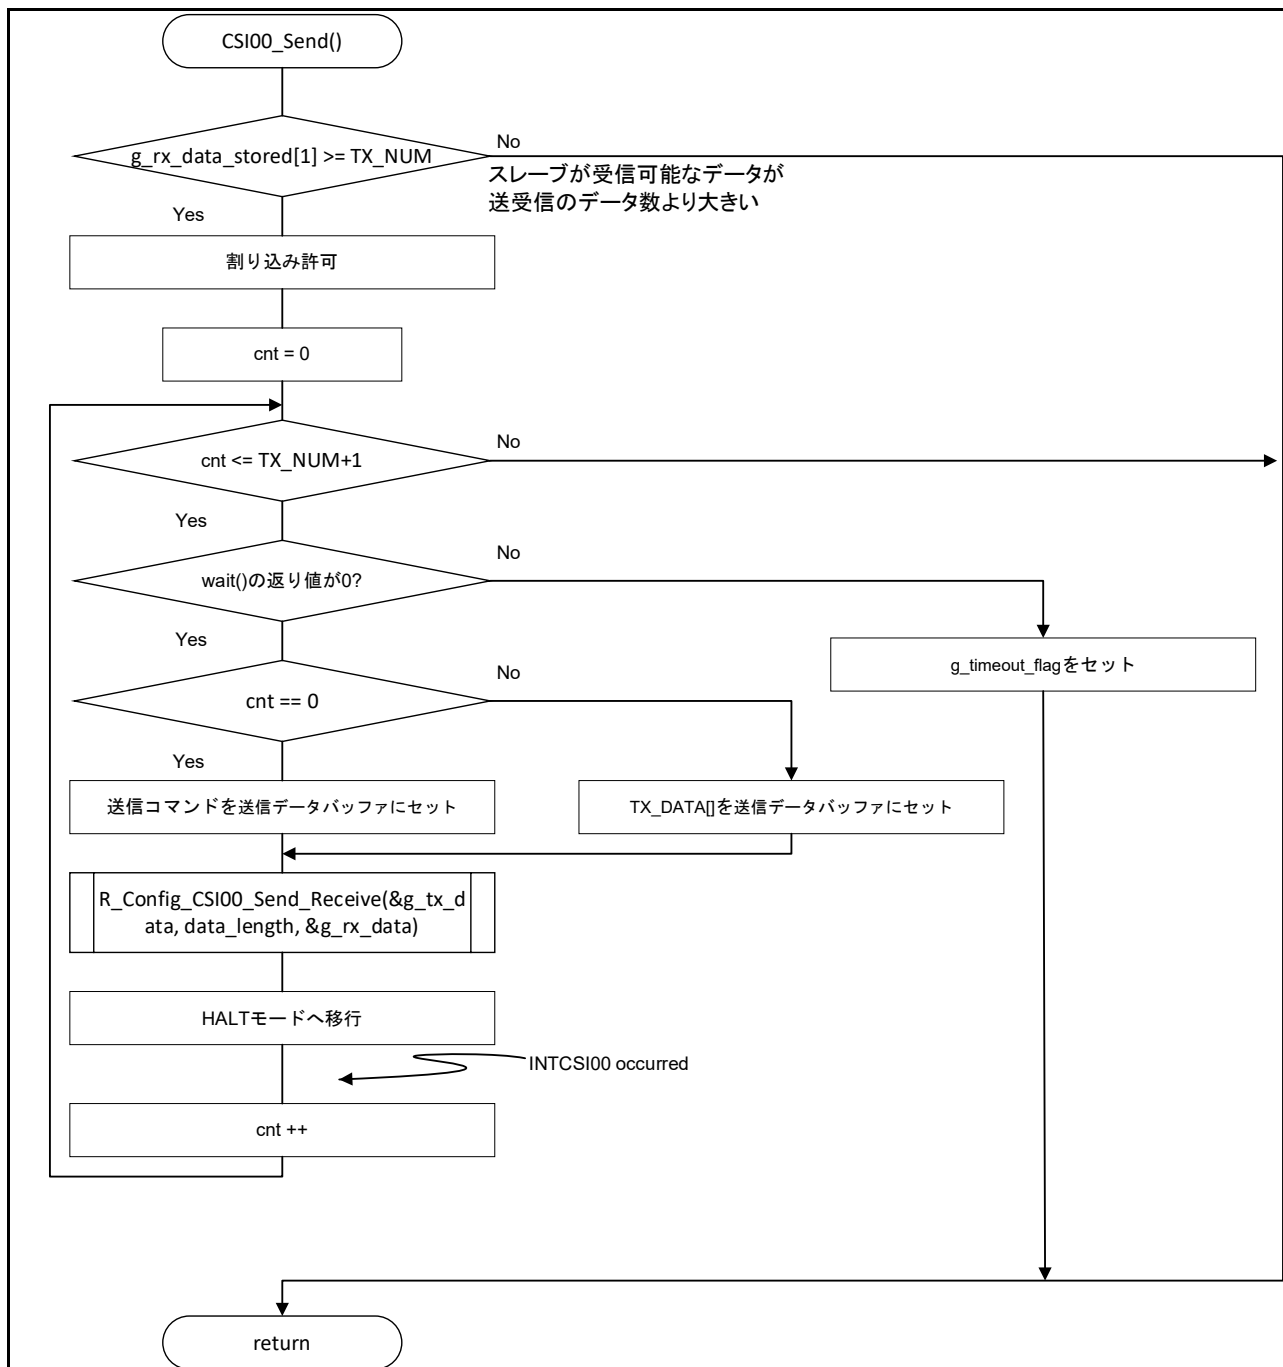 CSI00_Send()
g_rx_data_stored[1] >= TX_NUM
No
スレーブが受信可能なデータが
送受信のデータ数より大きい
Yes
割り込み許可
cnt = 0
cnt <= TX_NUM+1
No
Yes
wait()の返り値が0?
No
Yes
g_timeout_flagをセット
cnt == 0
No
Yes
送信コマンドを送信データバッファにセット
TX_DATA[]を送信データバッファにセット
R_Config_CSI00_Send_Receive(&g_tx_d
ata, data_length, &g_rx_data)
HALTモードへ移行
INTCSI00 occurred
cnt ++
return